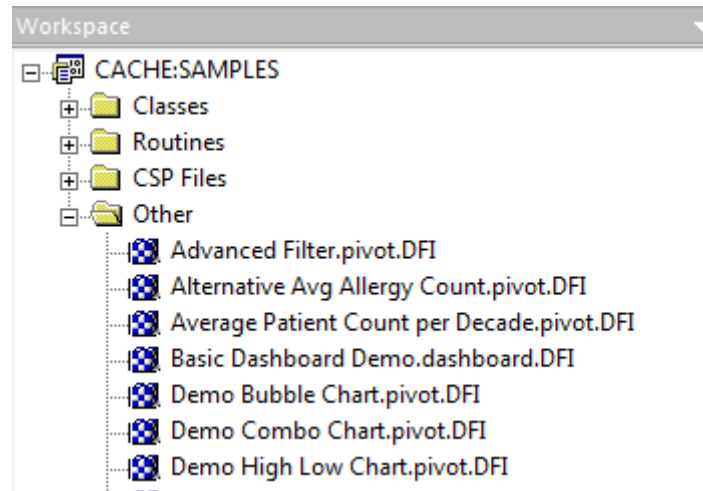 Workspace
CACHE:SAMPLES
Classes
Routines
CSP Files
Other
Advanced Filter.pivot.DFI
Alternative Avg Allergy Count.pivot.DFI
Average Patient Count per Decade.pivot.DFI
Basic Dashboard Demo.dashboard.DFI
Demo Bubble Chart.pivot.DFI
Demo Combo Chart.pivot.DFI
Demo High Low Chart.pivot.DFI